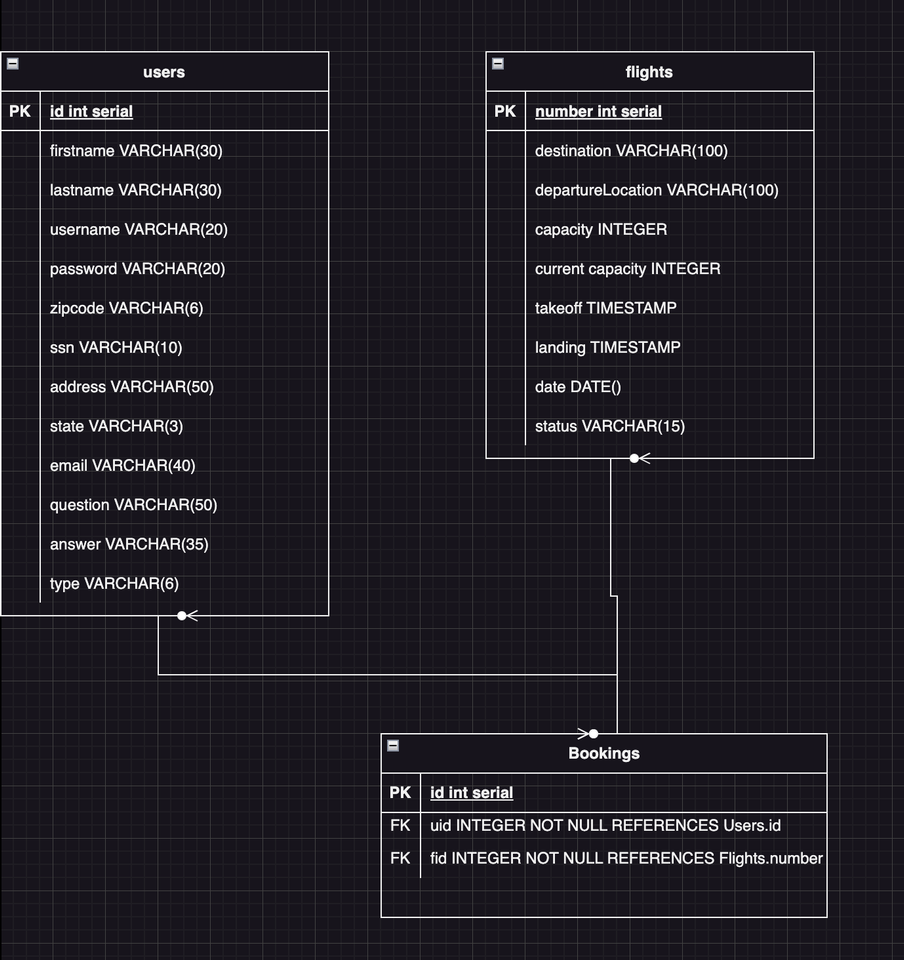 users
PK id int serial
firstname VARCHAR(30)
lastname VARCHAR(30)
username VARCHAR(20)
password VARCHAR(20)
zipcode VARCHAR(6)
ssn VARCHAR(10)
address VARCHAR(50)
state VARCHAR(3)
email VARCHAR(40)
question VARCHAR(50)
answer VARCHAR(35)
type VARCHAR(6)
flights
PK number int serial
destination VARCHAR(100)
departureLocation VARCHAR(100)
capacity INTEGER
current capacity INTEGER
takeoff TIMESTAMP
landing TIMESTAMP
date DATE()
status VARCHAR(15)
Bookings
PK id int serial
FK uid INTEGER NOT NULL REFERENCES Users.id
FK fid INTEGER NOT NULL REFERENCES Flights.number